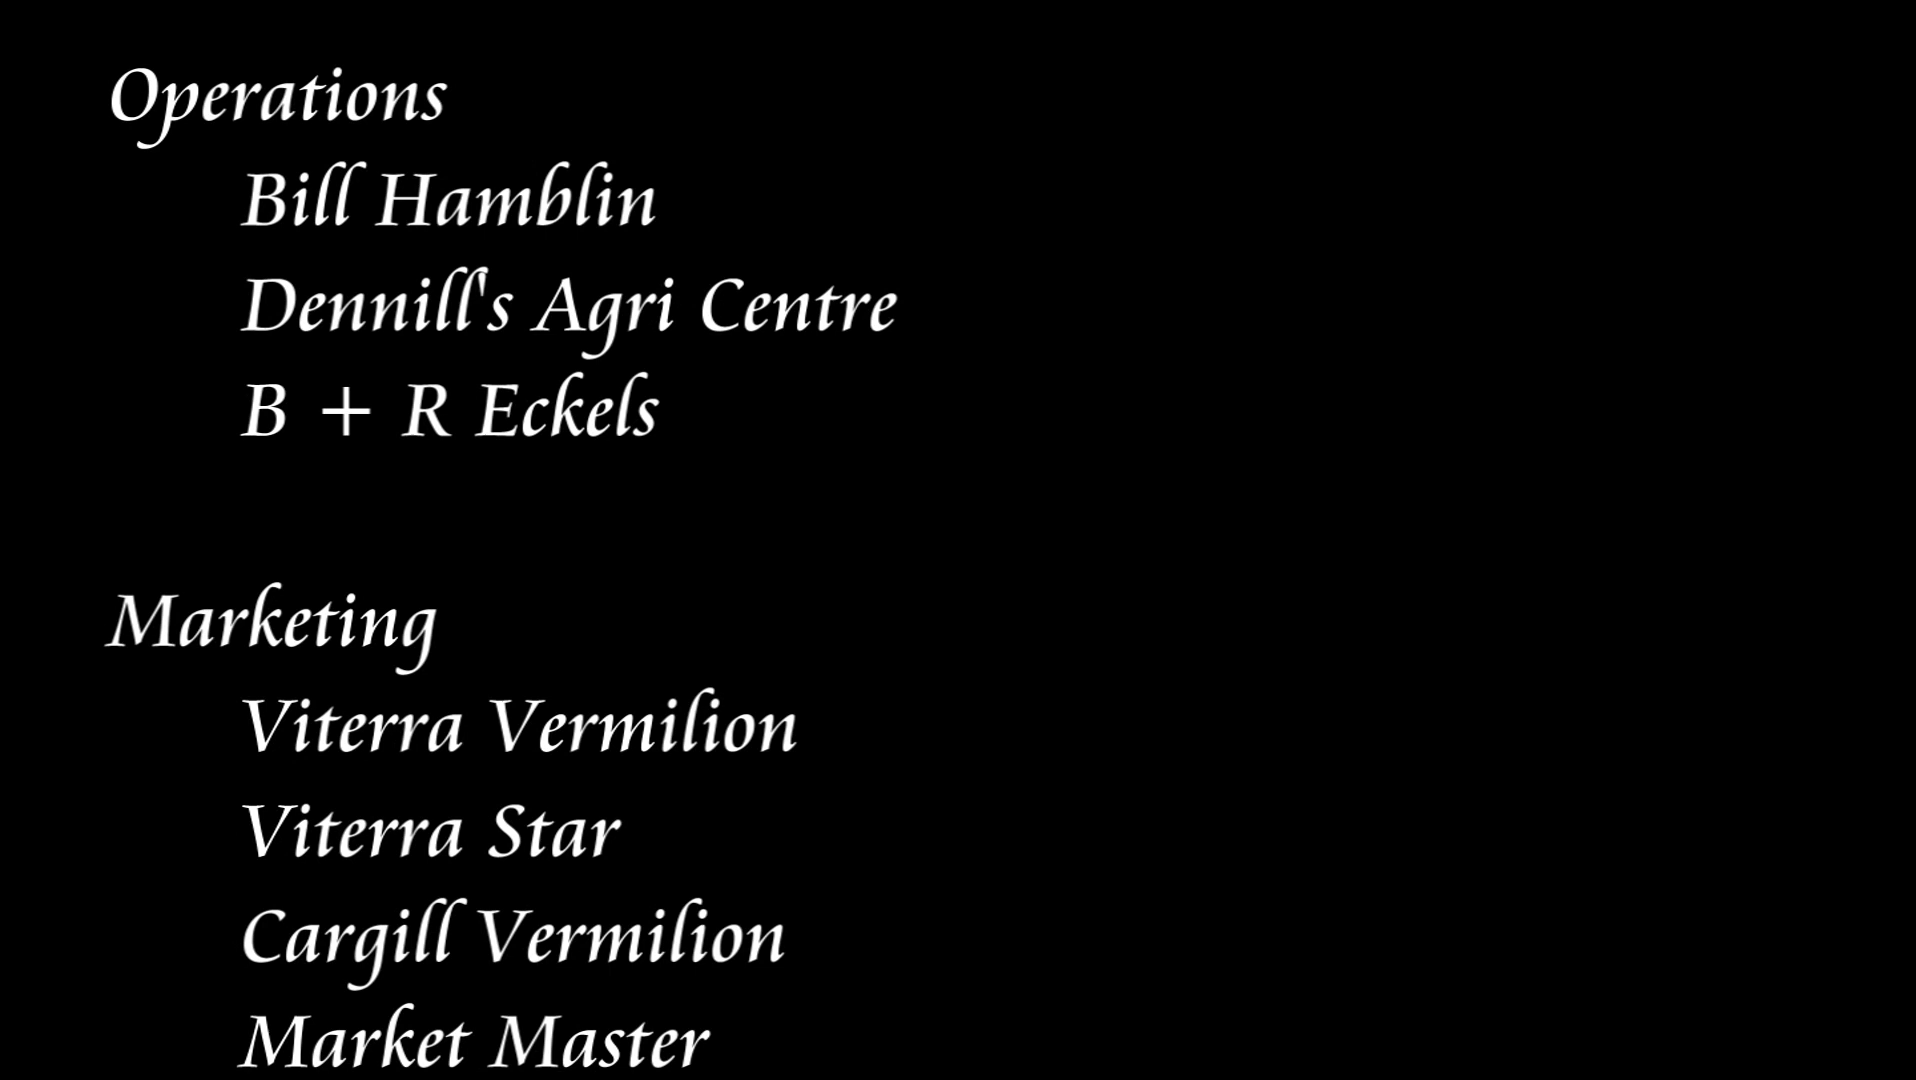 Operations
Bill Hamblin
Dennill's Agri Centre
B + R Eckels
Marketing
Viterra Vermilion
Viterra Star
Cargill Vermilion
Market Master